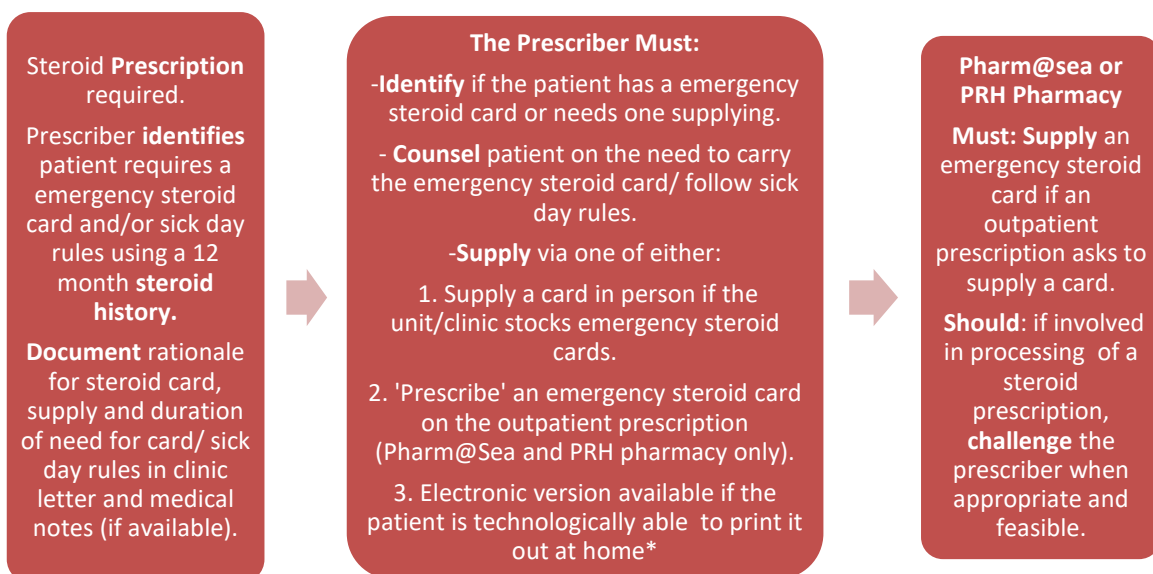 Steroid Prescription
required.
Prescriber identifies
patient requires a
emergency steroid
card and/or sick day
rules using a 12
month steroid
history.
Document rationale
for steroid card,
supply and duration
of need for card/ sick
day rules in clinic
letter and medical
notes (if available).
The Prescriber Must:
-Identify if the patient has a emergency
steroid card or needs one supplying.
- Counsel patient on the need to carry
the emergency steroid card/ follow sick
day rules.
-Supply via one of either:
1. Supply a card in person if the
unit/clinic stocks emergency steroid
cards.
2. 'Prescribe' an emergency steroid card
on the outpatient prescription
(Pharm@Sea and PRH pharmacy only).
3. Electronic version available if the
patient is technologically able to print it
out at home*
Pharm@sea or
PRH Pharmacy
Must: Supply an
emergency steroid
card if an
outpatient
prescription asks to
supply a card.
Should: if involved
in processing of a
steroid
prescription,
challenge the
prescriber when
appropriate and
feasible.